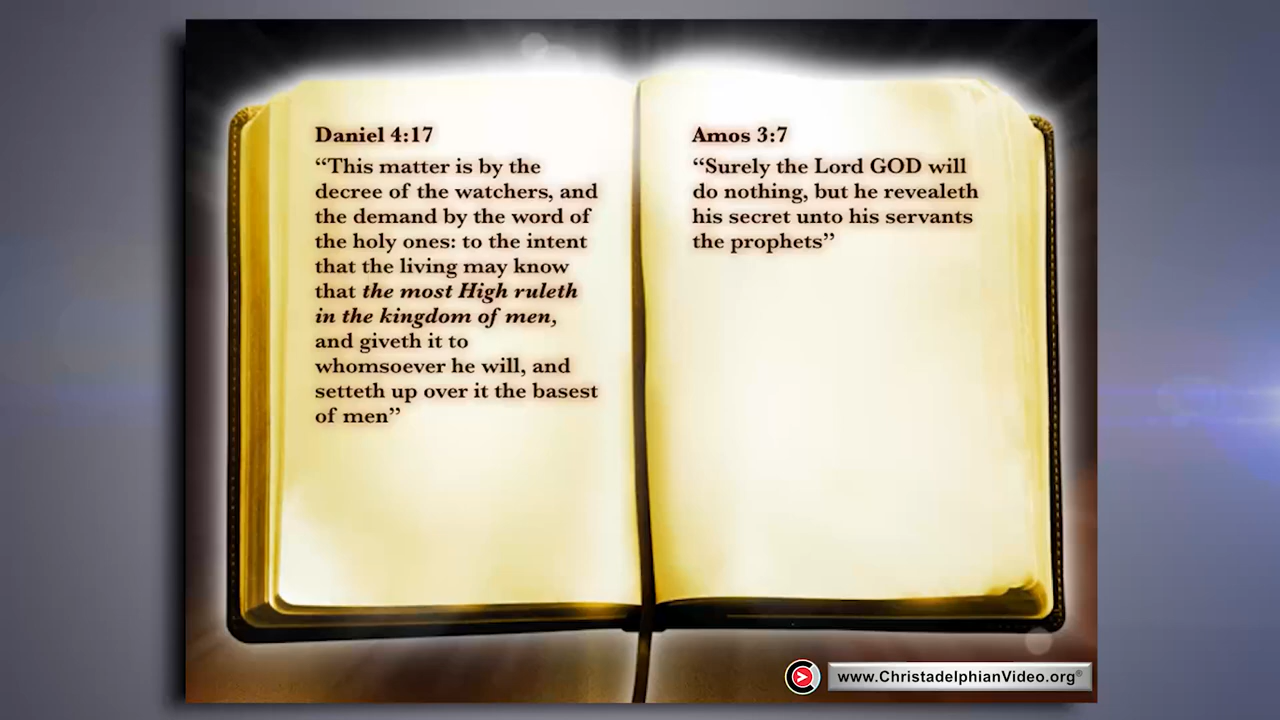 Daniel 4:17
“This matter is by the
decree of the watchers, and
the demand by the word of
the holy ones: to the intent
that the living may know
that the most High ruleth
in the kingdom of men,
and giveth it to
whomsoever he will, and
setteth up over it the basest
of men”
Amos 3:7
“Surely the Lord GOD will
do nothing, but he revealeth
his secret unto his servants
the prophets”
www.ChristadelphianVideo.org®